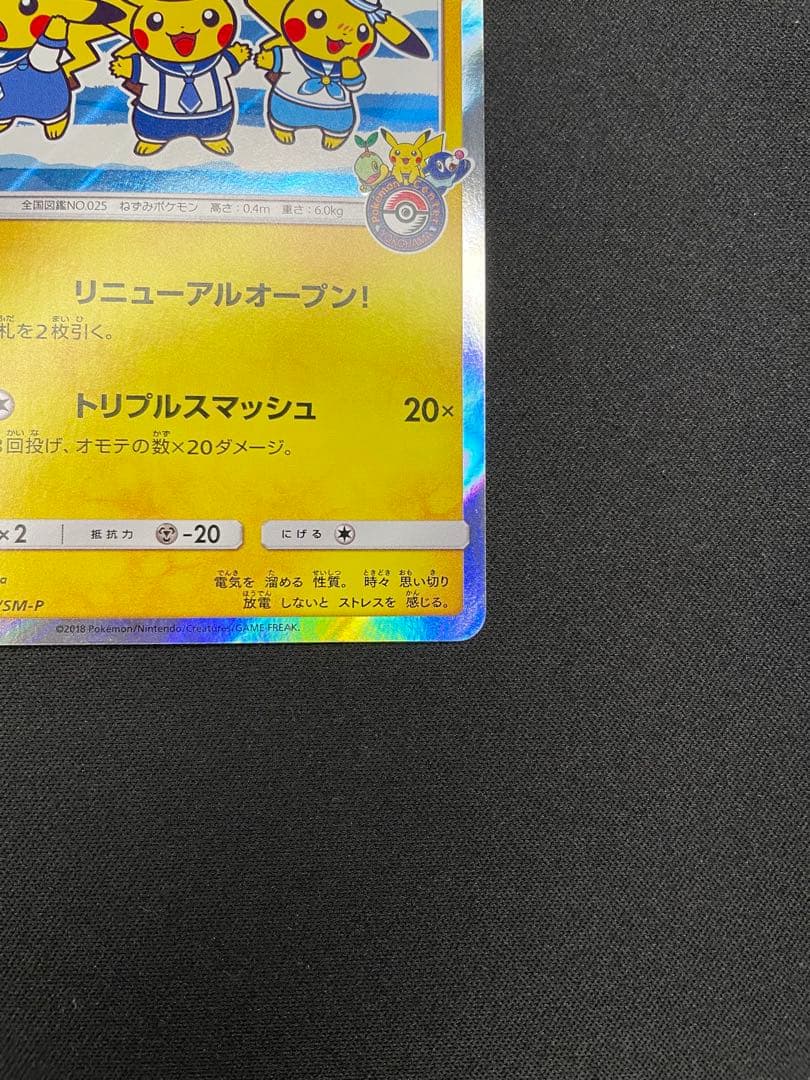 全国図鑑NO.025 ねずみポケモン 高さ:0.4m 重さ:6.0kg
Pokémon Center
YOKOHAMA
リニューアルオープン!
札を2枚引く。
トリプルスマッシュ 20×
3回投げ、オモテの数×20ダメージ。
×2 抵抗力 -20 にげる
電気を 溜める 性質。 時々 思い切り
放電 しないと ストレスを 感じる。
/SM-P
©2018 Pokémon/Nintendo/Creatures/GAME FREAK.